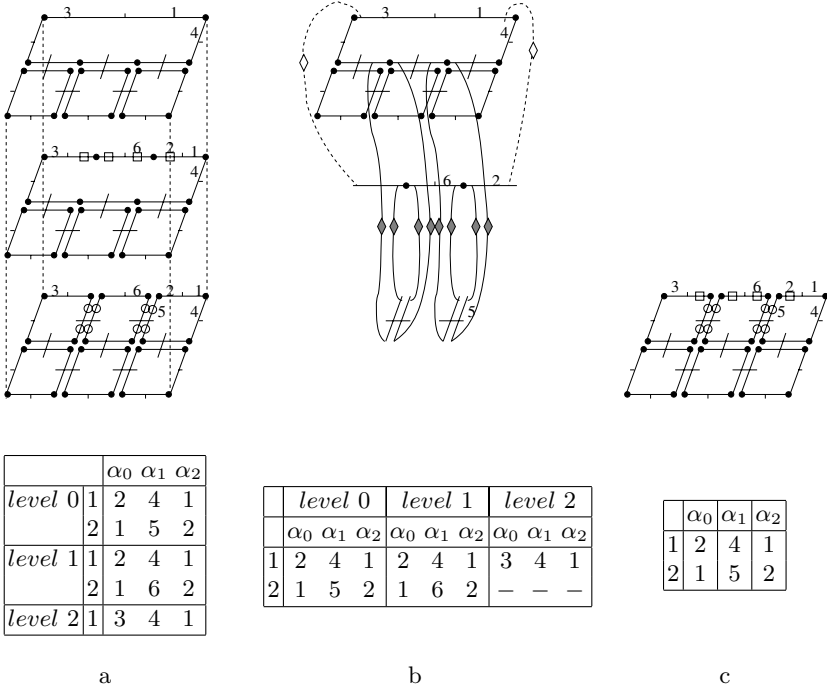 3 1
4
3 6 2 1
4
3 6 2 1
5 4
3 1
4
6 2
5
3 6 2 1
5 4
α0 α1 α2
level 0 1 2 4 1
2 1 5 2
level 1 1 2 4 1
2 1 6 2
level 2 1 3 4 1
level 0 level 1 level 2
α0 α1 α2 α0 α1 α2 α0 α1 α2
1 2 4 1 2 4 1 3 4 1
2 1 5 2 1 6 2 − − −
α0 α1 α2
1 2 4 1
2 1 5 2
a b c